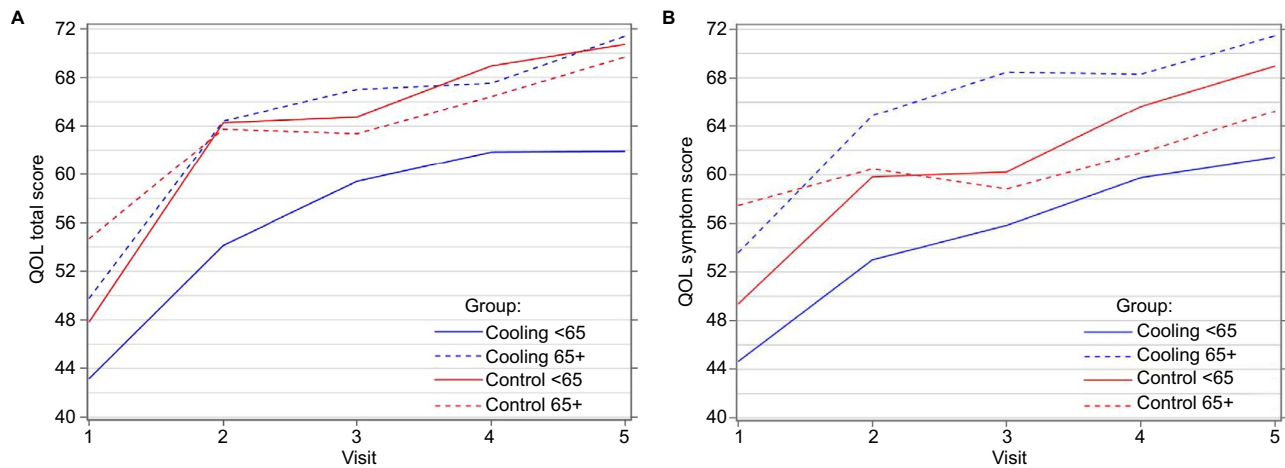 A
QOL total score
72
68
64
60
56
52
48
44
40
1 2 3 4 5
Visit
Group:
Cooling <65
Cooling 65+
Control <65
Control 65+
B
QOL symptom score
72
68
64
60
56
52
48
44
40
1 2 3 4 5
Visit
Group:
Cooling <65
Cooling 65+
Control <65
Control 65+